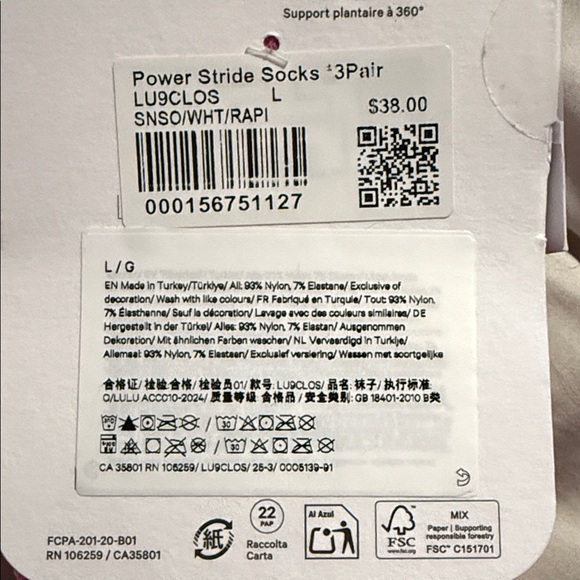 Support plantaire à 360°
Power Stride Socks *3Pair
LU9CLOS L
$38.00
SNSO/WHT/RAPI
000156751127
L / G
EN Made in Turkey/Türkiye/ All: 93% Nylon, 7% Elastane/ Exclusive of
decoration/ Wash with like colours/ FR Fabriqué en Turquie/ Tout: 93% Nylon,
7% Élasthanne/ Sauf la décoration/ Lavage avec des couleurs similaires/ DE
Hergestellt in der Türkei/ Alles: 93% Nylon, 7% Elastan/ Ausgenommen
Dekoration/ Mit ähnlichen Farben waschen/ NL Vervaardigd in Turkije/
Allemaal: 93% Nylon, 7% Elastaan/ Exclusief versiering/ Wassen met soortgelijke
合格证/ 检验:合格/ 检验员01/ 款号: LU9CLOS/ 品名: 袜子/ 执行标准:
Q/LULU ACC010-2024/ 质量等级: 合格品 / 安全类别: GB 18401-2010 B类
CA 35801 RN 106259/ LU9CLOS/ 25-3/ 0005139-91
FCPA-201-20-B01
RN 106259 / CA35801
紙
22
PAP
Raccolta
Carta
Al Azul
FSC
www.fsc.org
MIX
Paper | Supporting
responsible forestry
FSC™ C151701